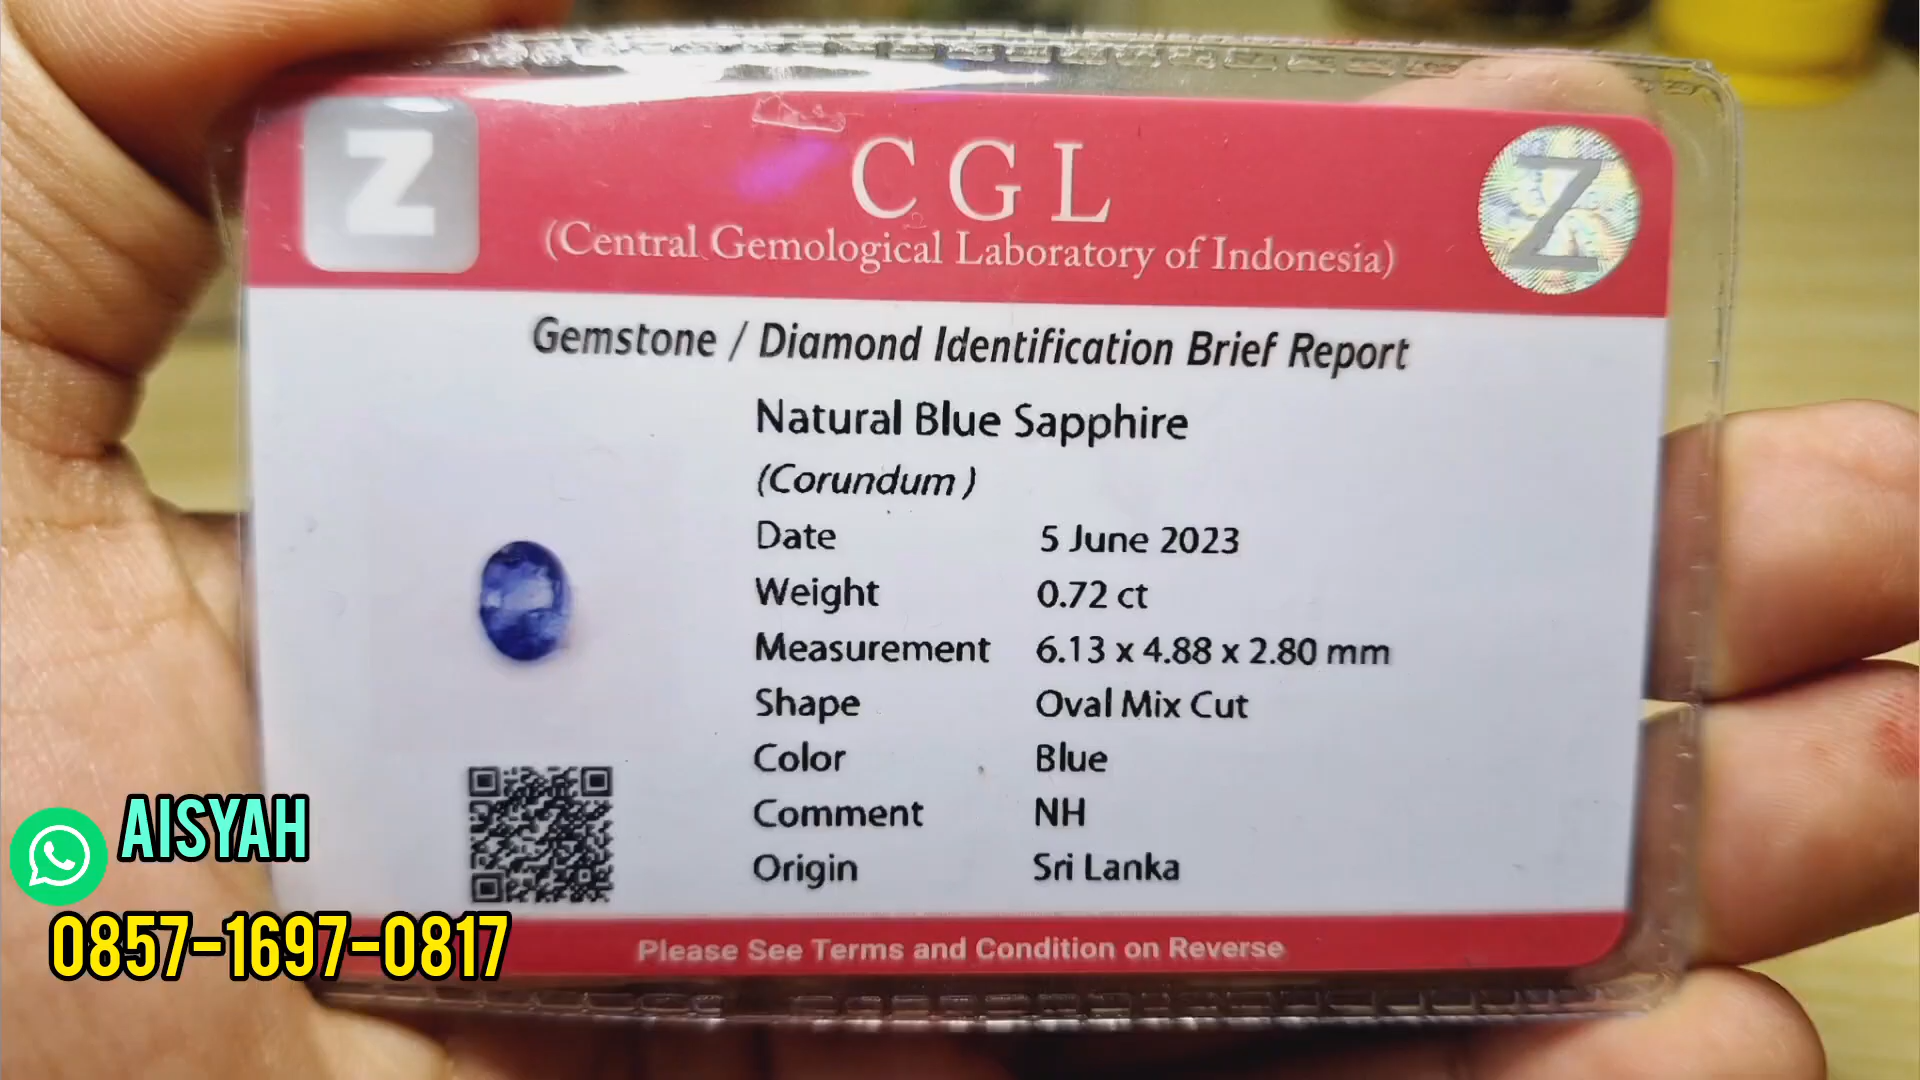 Z
C G L
Z
(Central Gemological Laboratory of Indonesia)
Gemstone / Diamond Identification Brief Report
Natural Blue Sapphire
(Corundum )
Date 5 June 2023
Weight 0.72 ct
Measurement 6.13 x 4.88 x 2.80 mm
Shape Oval Mix Cut
Color Blue
Comment NH
Origin Sri Lanka
Please See Terms and Condition on Reverse
AISYAH
0857-1697-0817